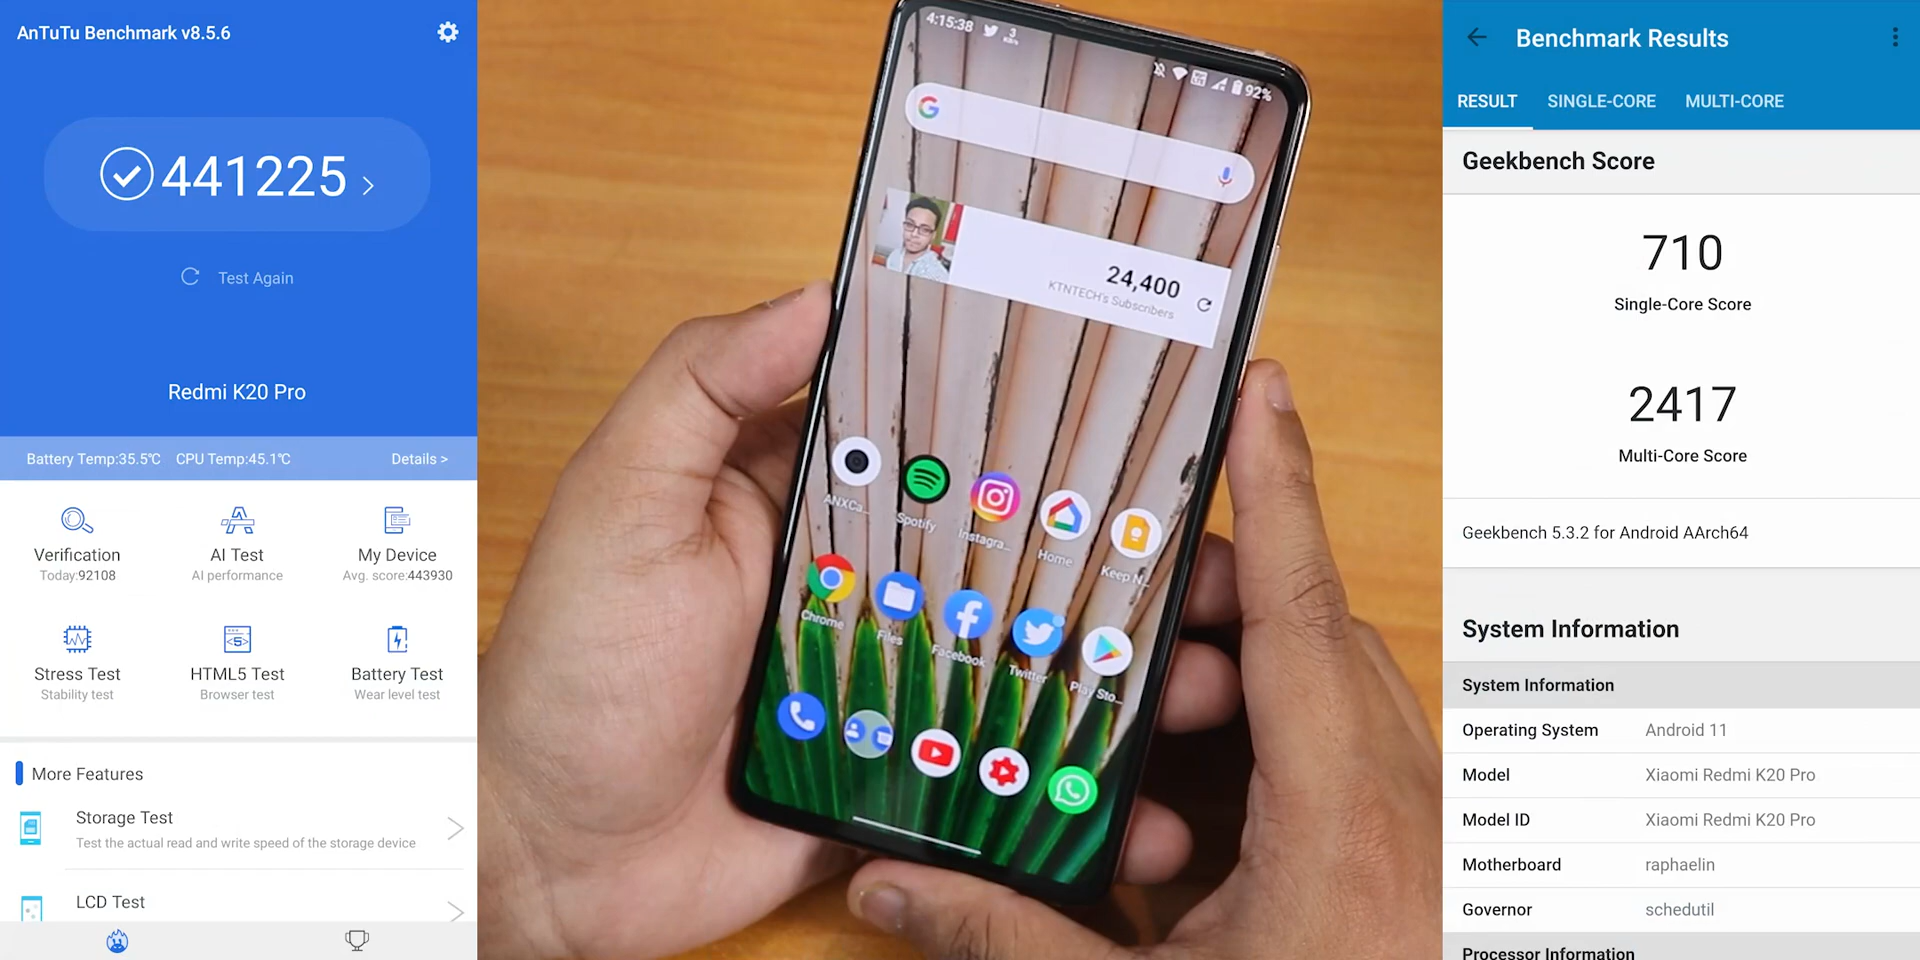 AnTuTu Benchmark v8.5.6
441225
Test Again
Redmi K20 Pro
Battery Temp:35.5℃ CPU Temp:45.1℃ Details >
Verification
Today:92108
AI Test
AI performance
My Device
Avg. score:443930
Stress Test
Stability test
HTML5 Test
Browser test
Battery Test
Wear level test
More Features
Storage Test
Test the actual read and write speed of the storage device
LCD Test
4:15:38 3
KB/s
92%
24,400
KTNTECH's Subscribers
ANXCa...
Spotify
Instagra...
Home
Keep N...
Chrome
Files
Facebook
Twitter
Play Sto...
Benchmark Results
RESULT SINGLE-CORE MULTI-CORE
Geekbench Score
710
Single-Core Score
2417
Multi-Core Score
Geekbench 5.3.2 for Android AArch64
System Information
System Information
Operating System Android 11
Model Xiaomi Redmi K20 Pro
Model ID Xiaomi Redmi K20 Pro
Motherboard raphaelin
Governor schedutil
Processor Information